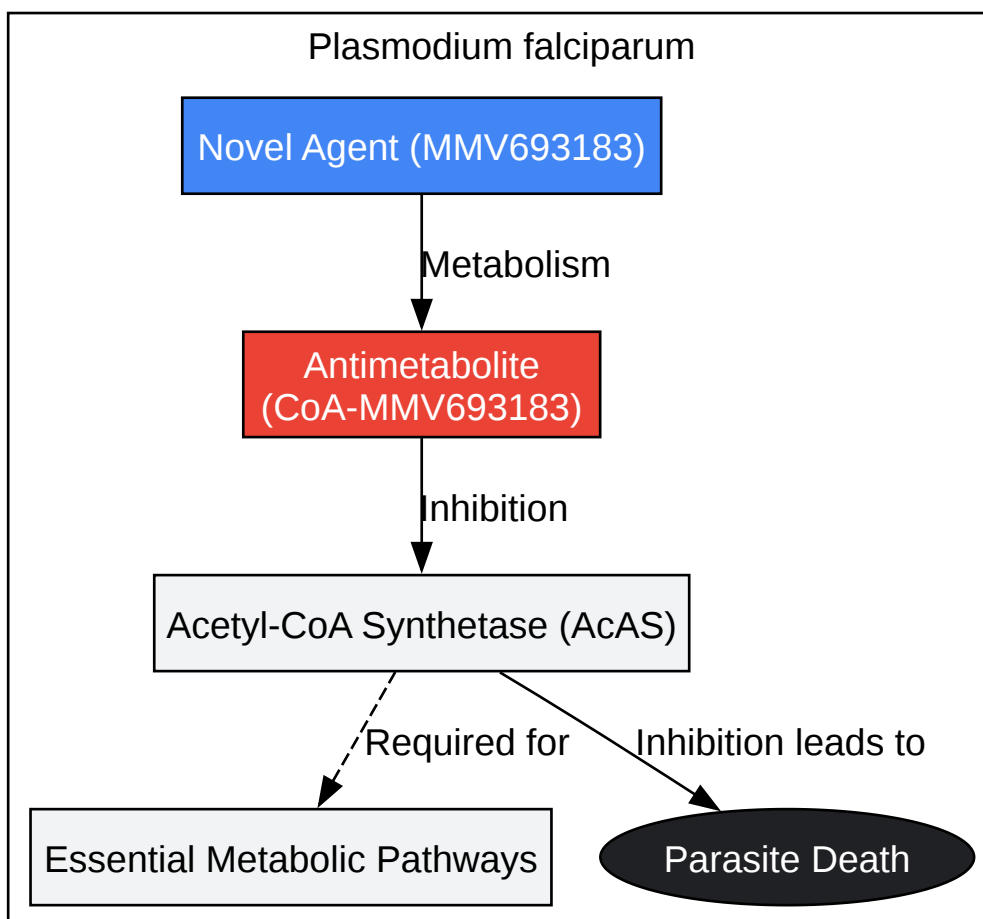 Plasmodium falciparum
Novel Agent (MMV693183)
Metabolism
Antimetabolite
(CoA-MMV693183)
Inhibition
Acetyl-CoA Synthetase (AcAS)
Required for
Inhibition leads to
Essential Metabolic Pathways
Parasite Death